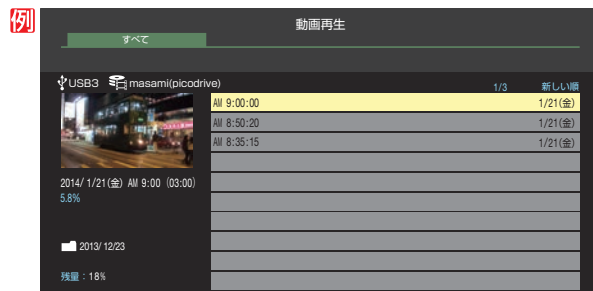 例
動画再生
すべて
USB3 masami(picodrive)
1/3 新しい順
AM 9:00:00 1/21(金)
AM 8:50:20 1/21(金)
AM 8:35:15 1/21(金)
2014/ 1/21(金) AM 9:00 (03:00)
5.8%
2013/ 12/23
残量：18%